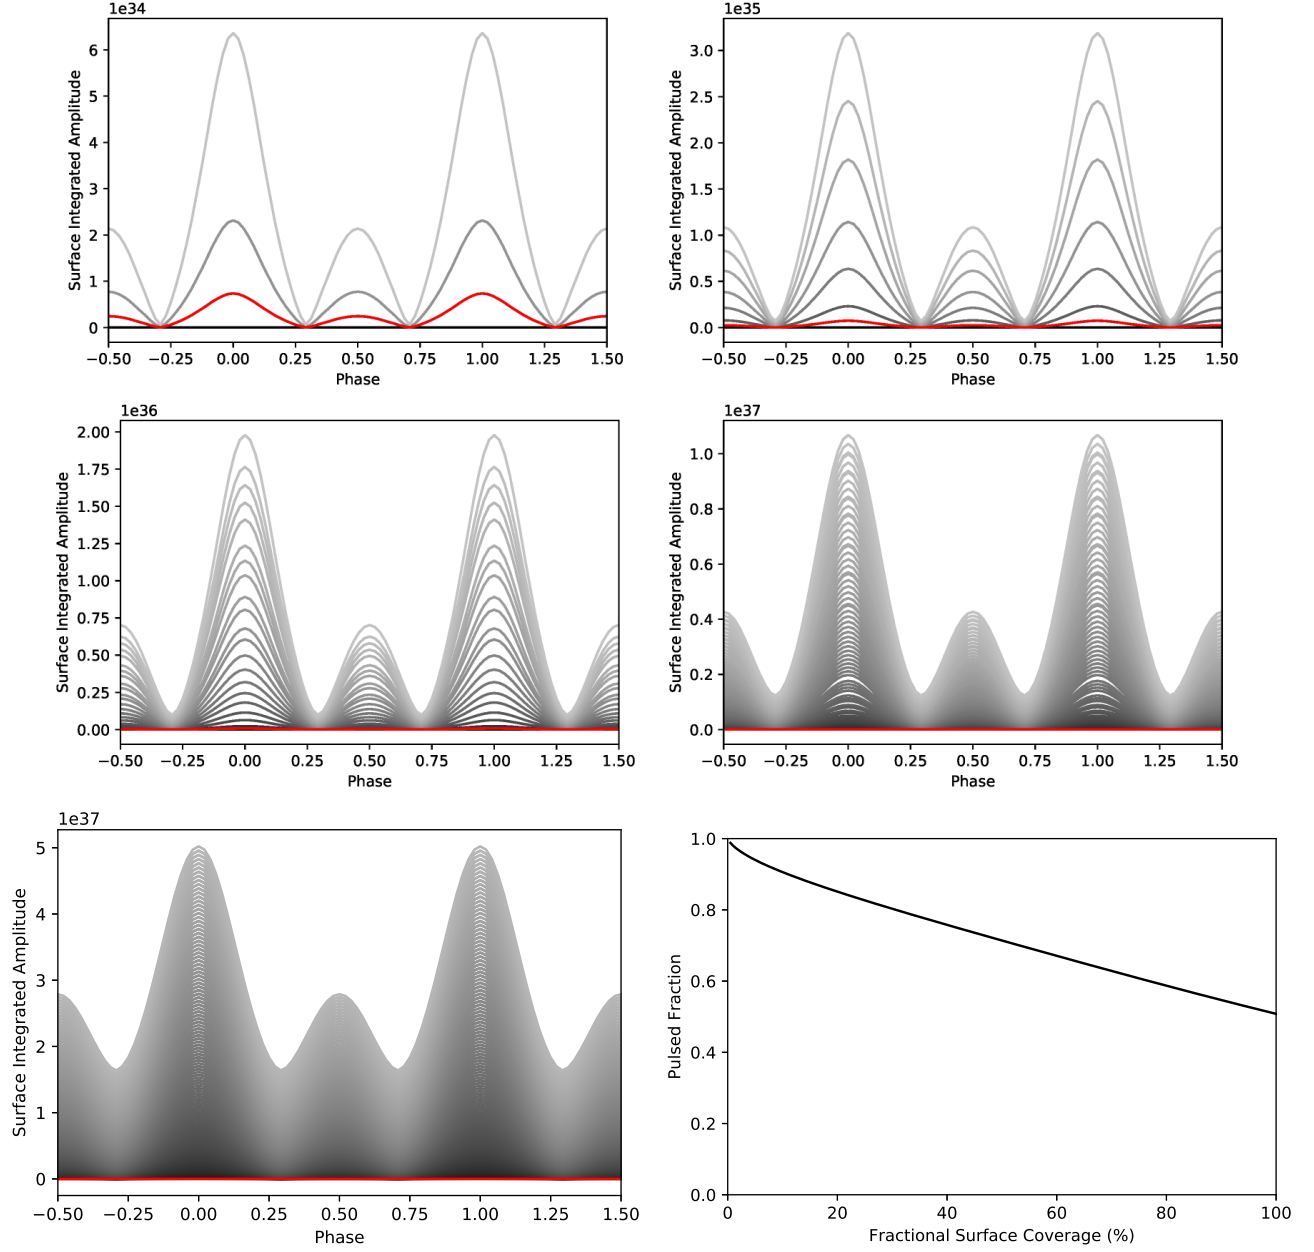 1e34
Surface Integrated Amplitude
6
5
4
3
2
1
0
−0.50 −0.25 0.00 0.25 0.50 0.75 1.00 1.25 1.50
Phase
1e35
Surface Integrated Amplitude
3.0
2.5
2.0
1.5
1.0
0.5
0.0
−0.50 −0.25 0.00 0.25 0.50 0.75 1.00 1.25 1.50
Phase
1e36
Surface Integrated Amplitude
2.00
1.75
1.50
1.25
1.00
0.75
0.50
0.25
0.00
−0.50 −0.25 0.00 0.25 0.50 0.75 1.00 1.25 1.50
Phase
1e37
Surface Integrated Amplitude
1.0
0.8
0.6
0.4
0.2
0.0
−0.50 −0.25 0.00 0.25 0.50 0.75 1.00 1.25 1.50
Phase
1e37
Surface Integrated Amplitude
5
4
3
2
1
0
−0.50 −0.25 0.00 0.25 0.50 0.75 1.00 1.25 1.50
Phase
Pulsed Fraction
1.0
0.8
0.6
0.4
0.2
0.0
0 20 40 60 80 100
Fractional Surface Coverage (%)